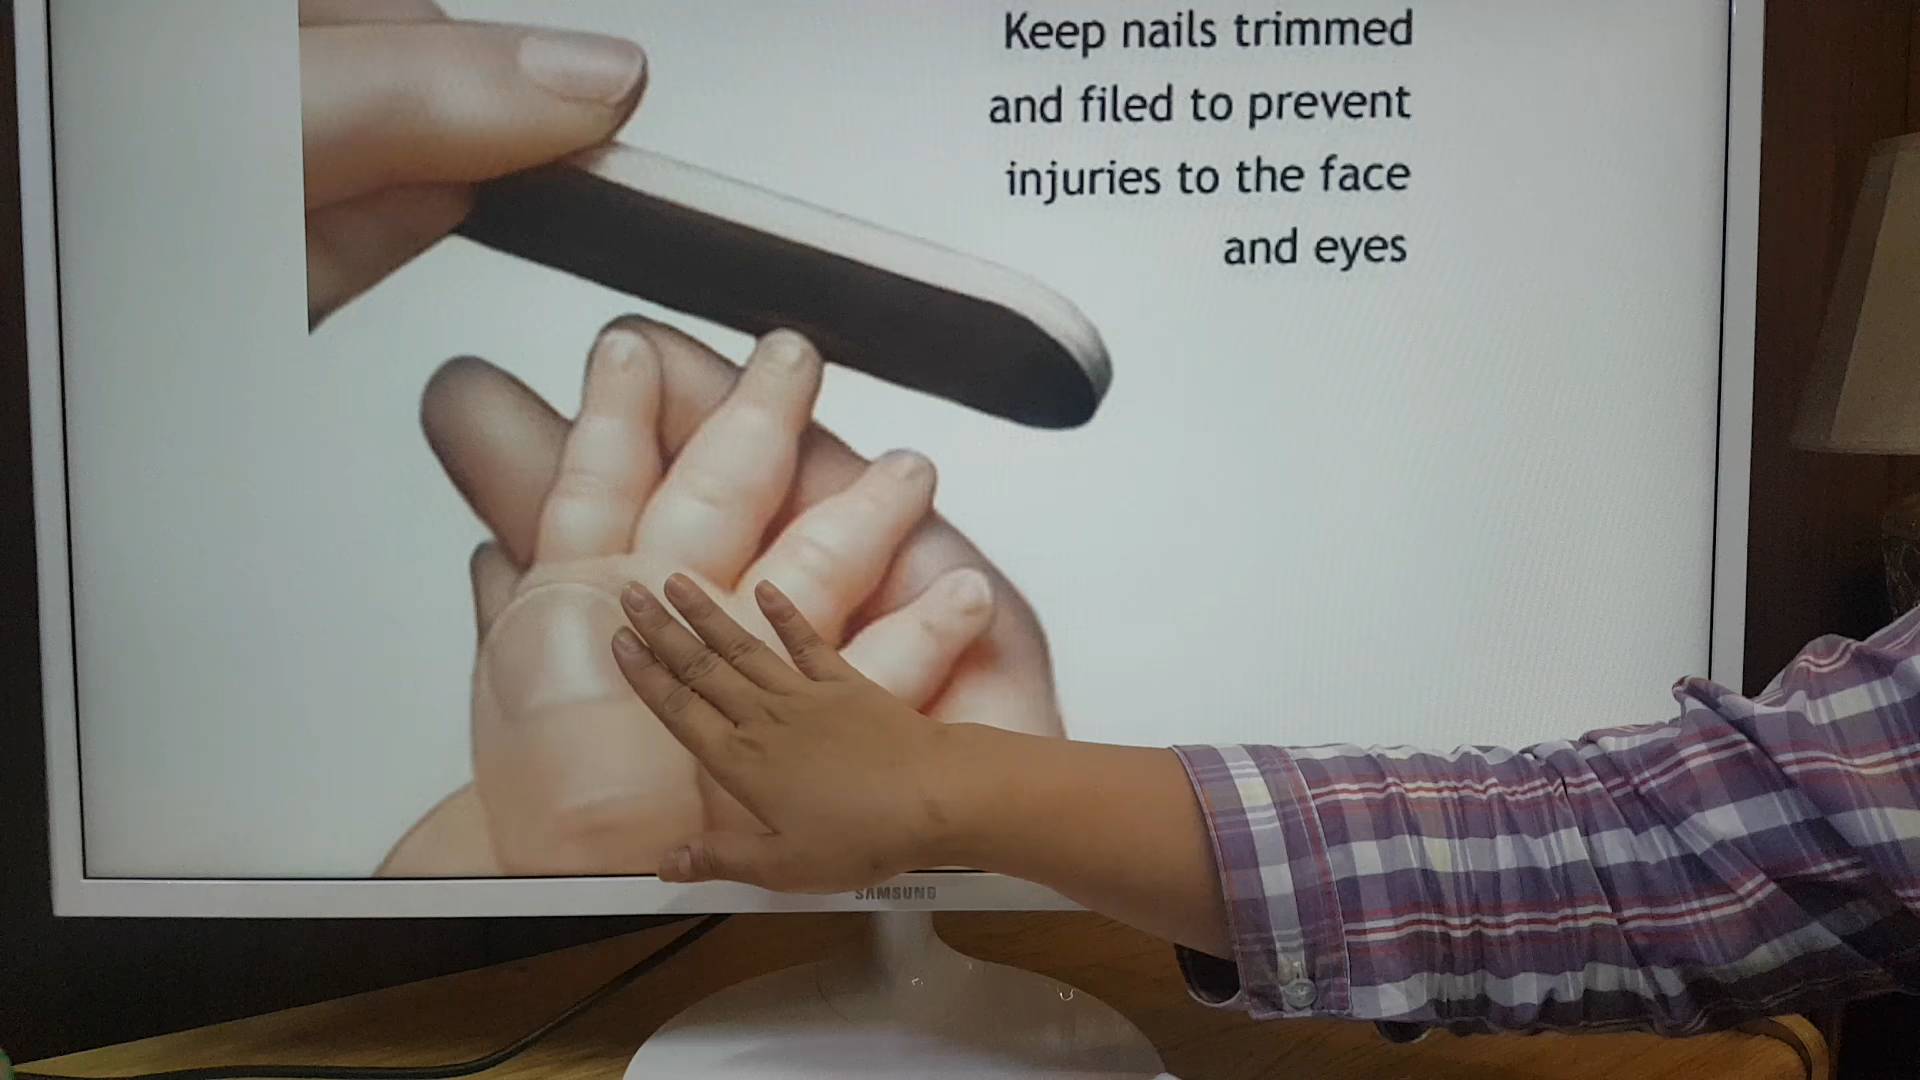 Keep nails trimmed
and filed to prevent
injuries to the face
and eyes
SAMSUNG